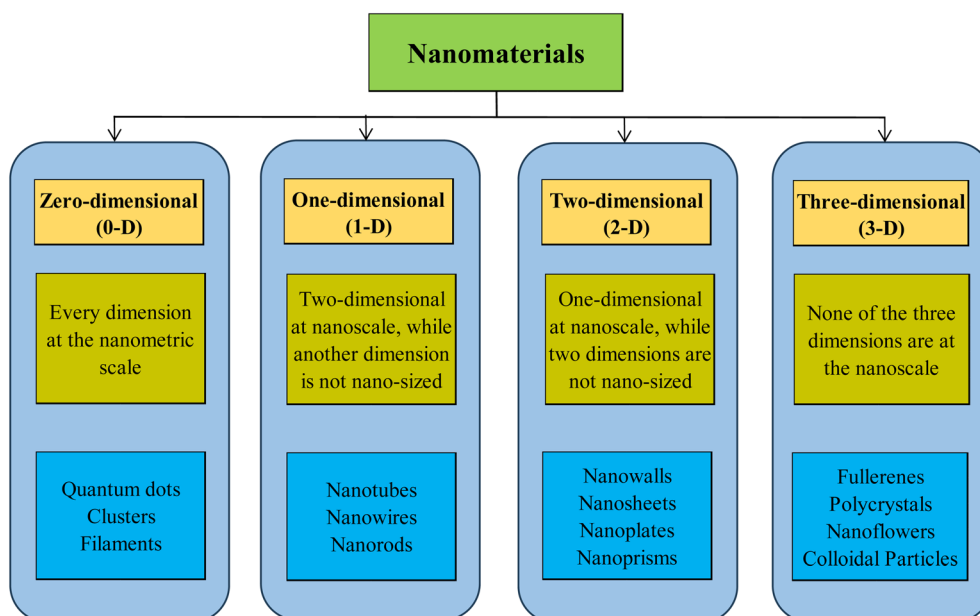 Nanomaterials
Zero-dimensional
(0-D)
Every dimension
at the nanometric
scale
Quantum dots
Clusters
Filaments
One-dimensional
(1-D)
Two-dimensional
at nanoscale, while
another dimension
is not nano-sized
Nanotubes
Nanowires
Nanorods
Two-dimensional
(2-D)
One-dimensional
at nanoscale, while
two dimensions are
not nano-sized
Nanowalls
Nanosheets
Nanoplates
Nanoprisms
Three-dimensional
(3-D)
None of the three
dimensions are at
the nanoscale
Fullerenes
Polycrystals
Nanoflowers
Colloidal Particles